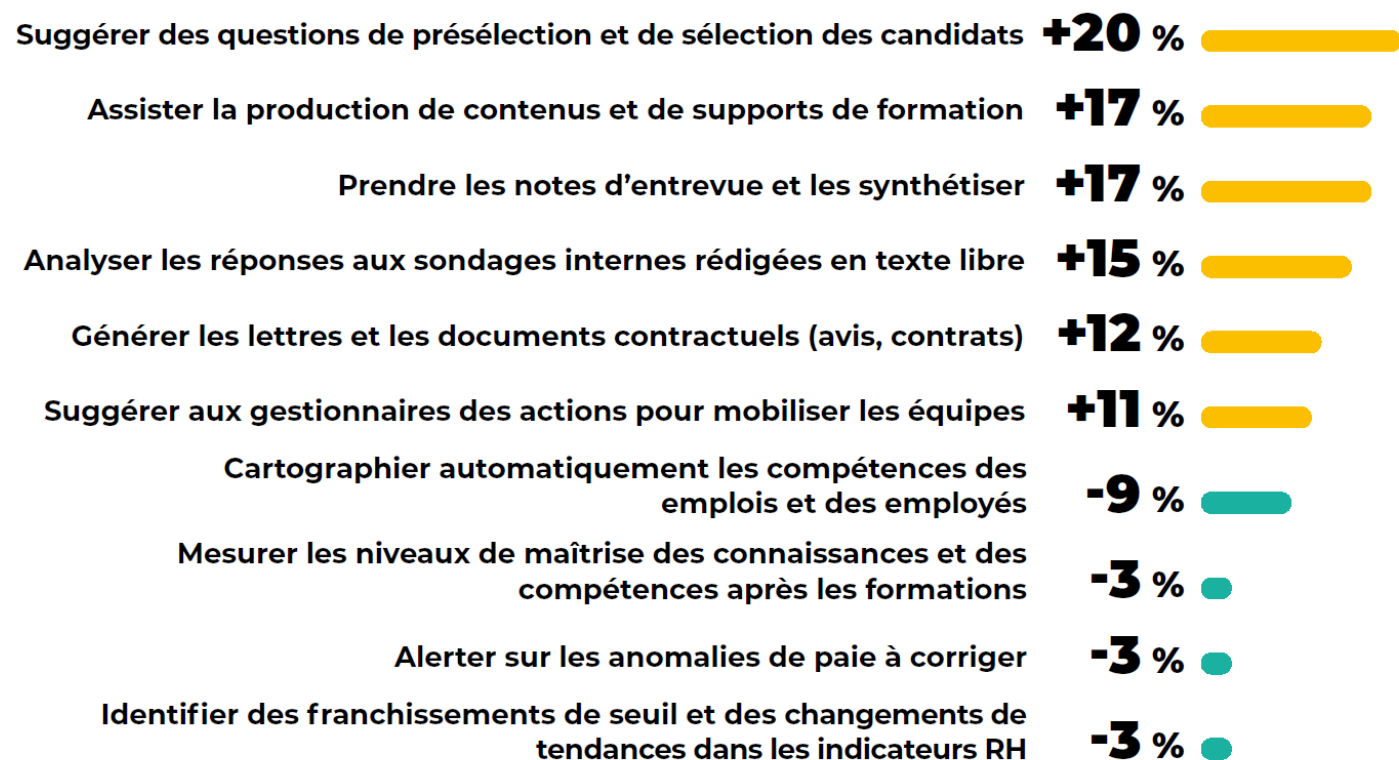 Suggérer des questions de présélection et de sélection des candidats +20 %
Assister la production de contenus et de supports de formation +17 %
Prendre les notes d’entrevue et les synthétiser +17 %
Analyser les réponses aux sondages internes rédigées en texte libre +15 %
Générer les lettres et les documents contractuels (avis, contrats) +12 %
Suggérer aux gestionnaires des actions pour mobiliser les équipes +11 %
Cartographier automatiquement les compétences des
emplois et des employés -9 %
Mesurer les niveaux de maîtrise des connaissances et des
compétences après les formations -3 %
Alerter sur les anomalies de paie à corriger -3 %
Identifier des franchissements de seuil et des changements de
tendances dans les indicateurs RH -3 %